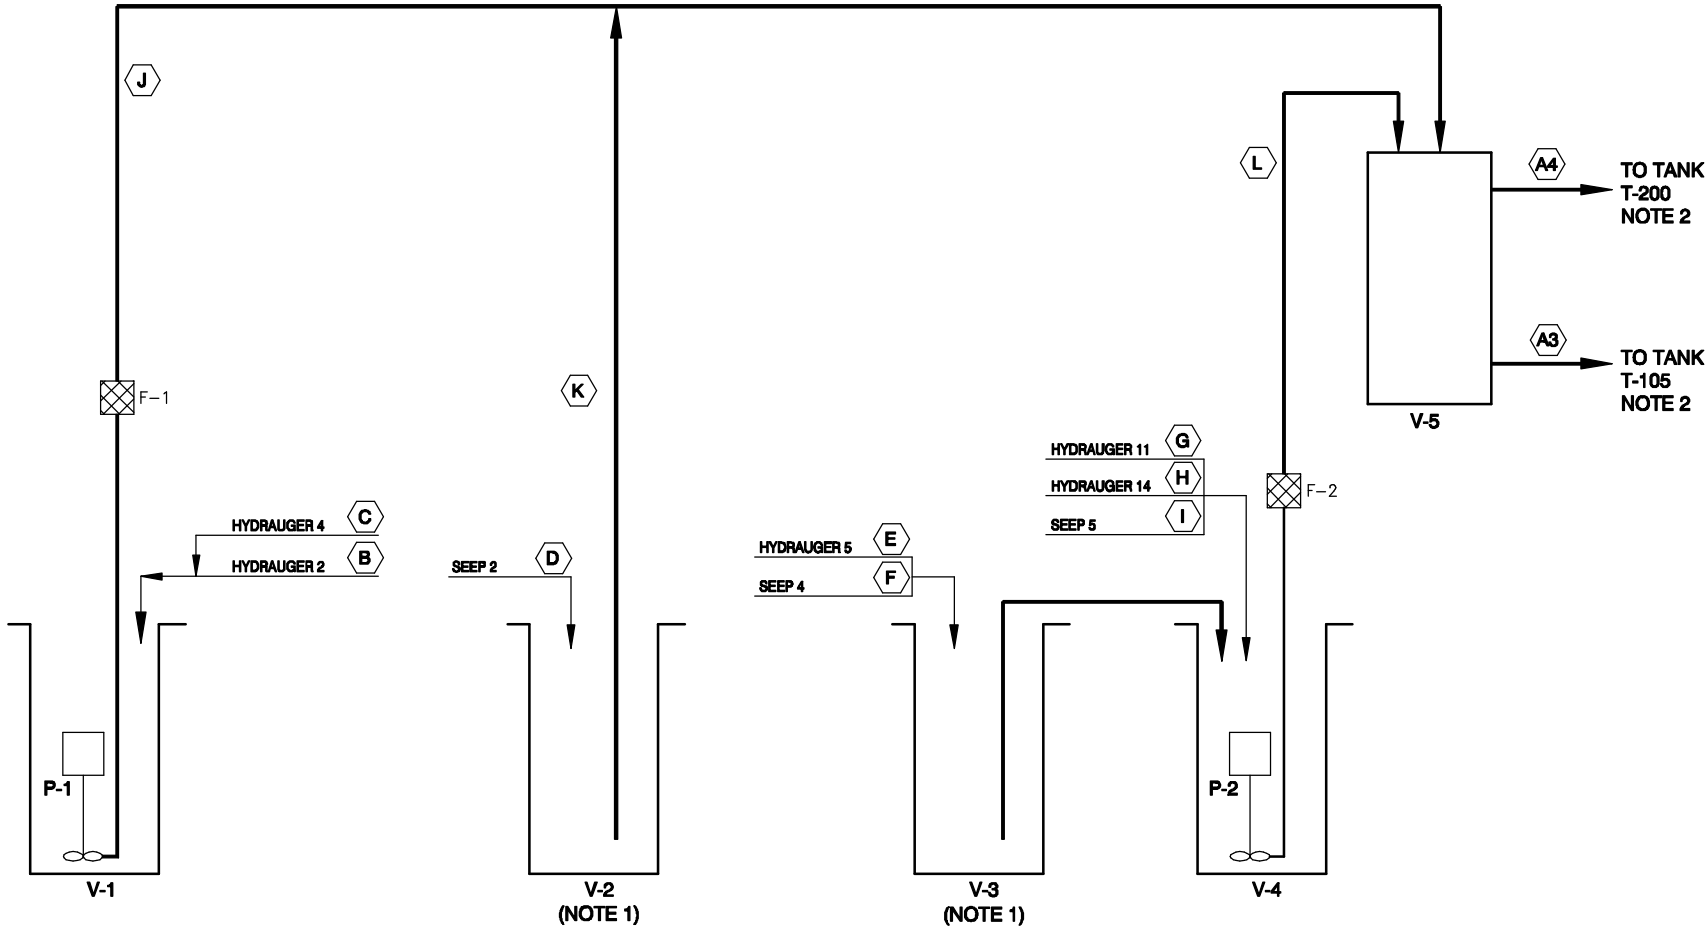 J
L
A4
TO TANK
T-200
NOTE 2
A3
TO TANK
T-105
NOTE 2
V-5
F-1
K
HYDRAUGER 11 G
HYDRAUGER 14 H
SEEP 5 I
F-2
HYDRAUGER 4 C
HYDRAUGER 2 B
SEEP 2 D
HYDRAUGER 5 E
SEEP 4 F
P-1
P-2
V-1
V-2
(NOTE 1)
V-3
(NOTE 1)
V-4